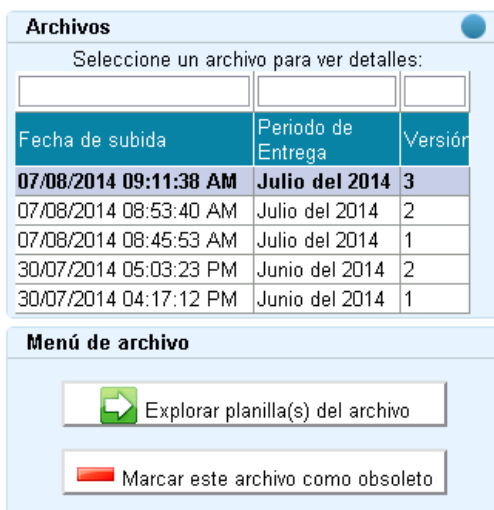 Archivos
Seleccione un archivo para ver detalles:
Fecha de subida Periodo de Entrega Versión
07/08/2014 09:11:38 AM Julio del 2014 3
07/08/2014 08:53:40 AM Julio del 2014 2
07/08/2014 08:45:53 AM Julio del 2014 1
30/07/2014 05:03:23 PM Junio del 2014 2
30/07/2014 04:17:12 PM Junio del 2014 1
Menú de archivo
Explorar planilla(s) del archivo
Marcar este archivo como obsoleto